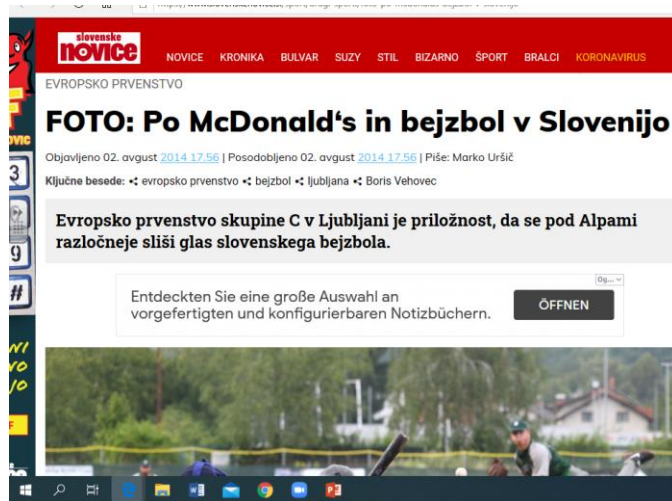 slovenske
novice
NOVICE KRONIKA BULVAR SUZY STIL BIZARNO ŠPORT BRALCI KORONAVIRUS
EVROPSKO PRVENSTVO
FOTO: Po McDonald‘s in bejzbol v Slovenijo
Objavljeno 02. avgust 2014 17.56 | Posodobljeno 02. avgust 2014 17.56 | Piše: Marko Uršič
Ključne besede: evropsko prvenstvo bejzbol ljubljana Boris Vehovec
Evropsko prvenstvo skupine C v Ljubljani je priložnost, da se pod Alpami
razločneje sliši glas slovenskega bejzbola.
Og...
Entdeckten Sie eine große Auswahl an
vorgefertigten und konfigurierbaren Notizbüchern.
ÖFFNEN
3
9
#